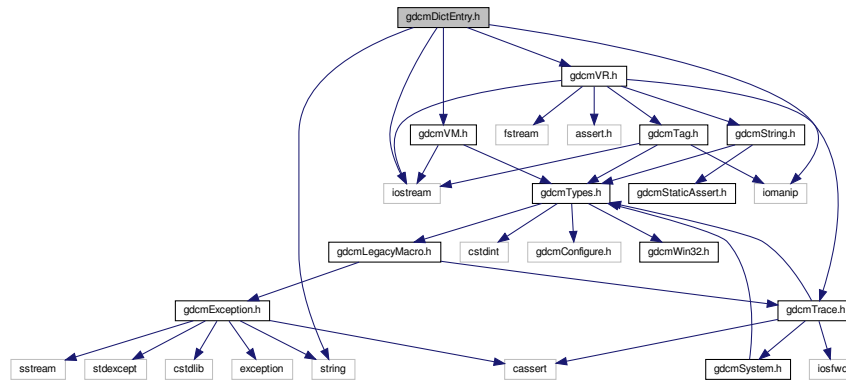 gdcmDictEntry.h
gdcmVR.h
gdcmVM.h
fstream
assert.h
gdcmTag.h
gdcmString.h
iostream
gdcmTypes.h
gdcmStaticAssert.h
iomanip
gdcmLegacyMacro.h
cstdint
gdcmConfigure.h
gdcmWin32.h
gdcmException.h
gdcmTrace.h
sstream
stdexcept
cstdlib
exception
string
cassert
gdcmSystem.h
iosfwd